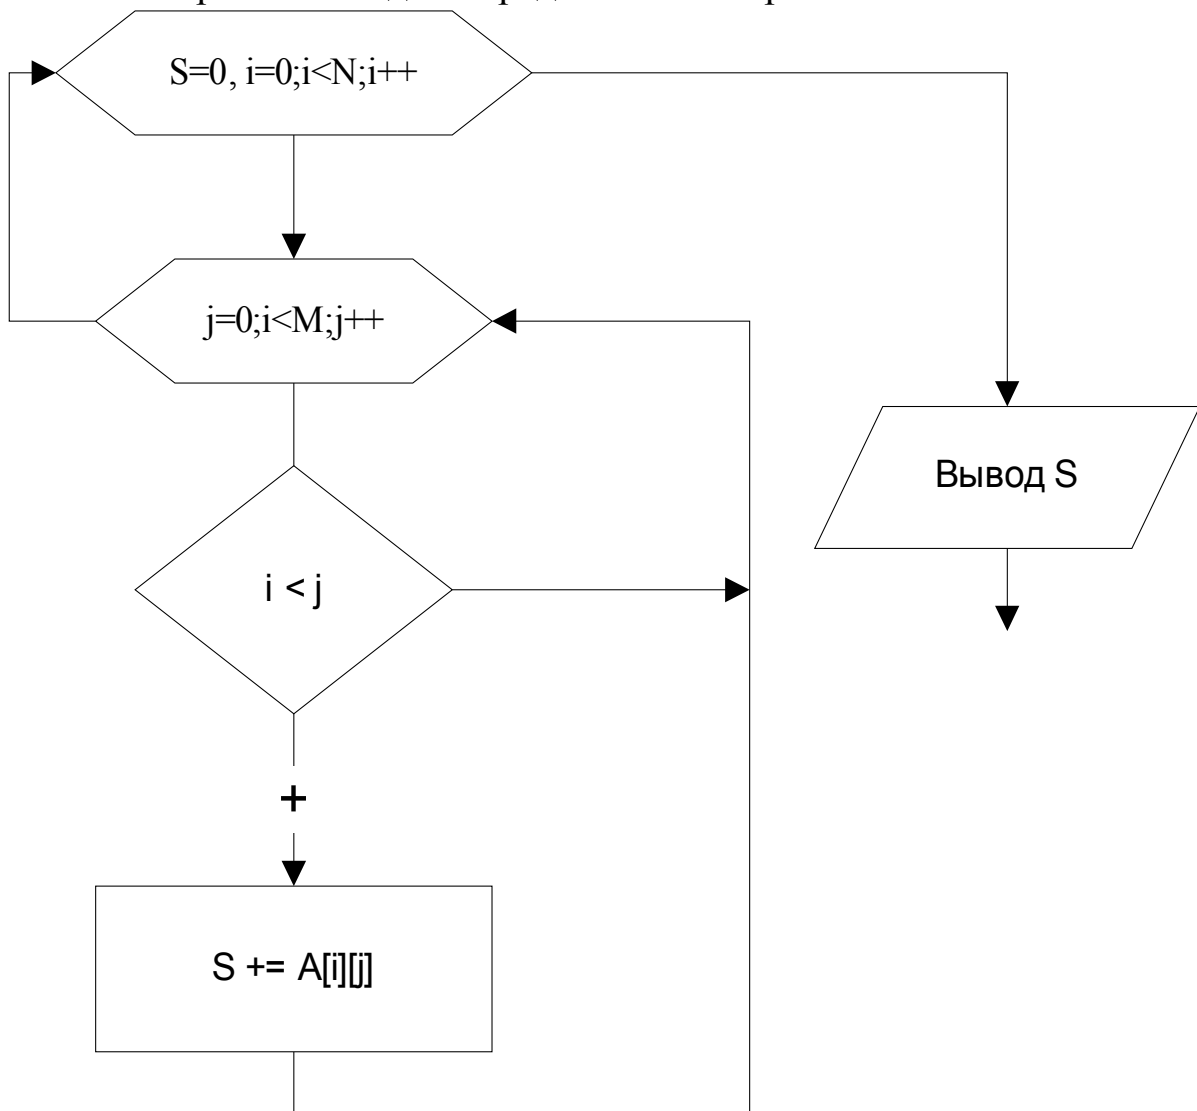 S=0, i=0;i<N;i++
j=0;i<M;j++
Вывод S
i < j
+
S += A[i][j]